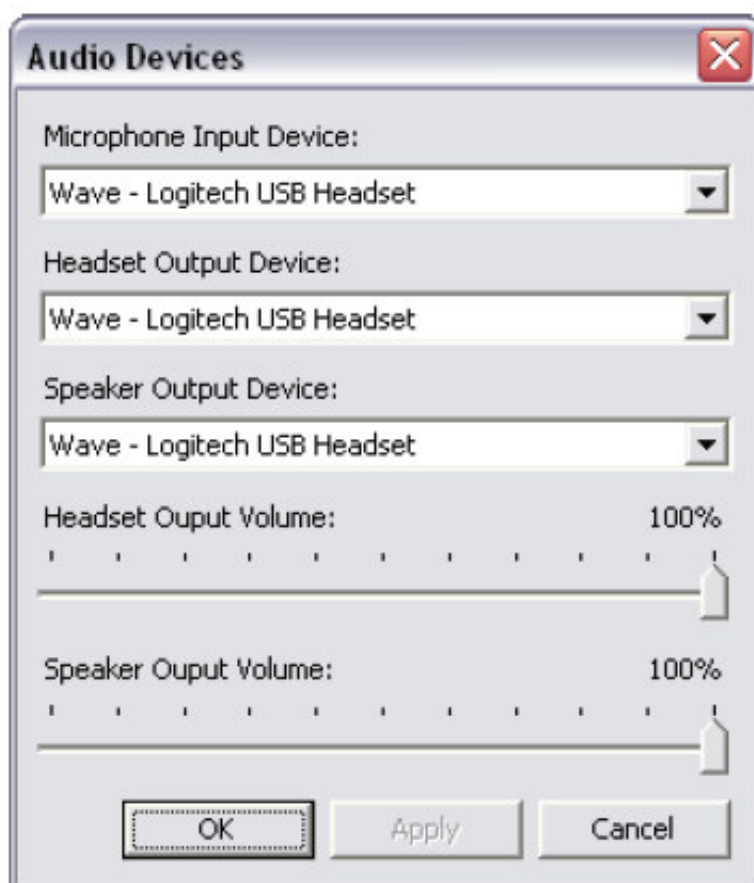 Audio Devices
Microphone Input Device:
Wave - Logitech USB Headset
Headset Output Device:
Wave - Logitech USB Headset
Speaker Output Device:
Wave - Logitech USB Headset
Headset Ouput Volume: 100%
Speaker Ouput Volume: 100%
OK Apply Cancel